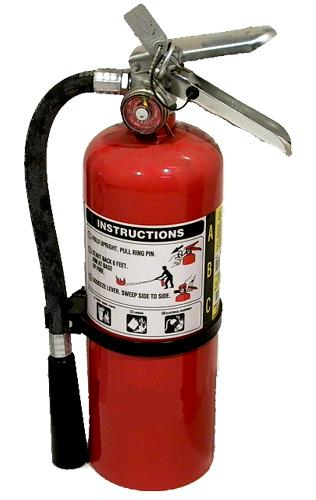 INSTRUCTIONS
HOLD UPRIGHT. PULL RING PIN.
START BACK 8 FEET.
AIM AT BASE
OF FIRE.
SQUEEZE LEVER. SWEEP SIDE TO SIDE.
A
B
C